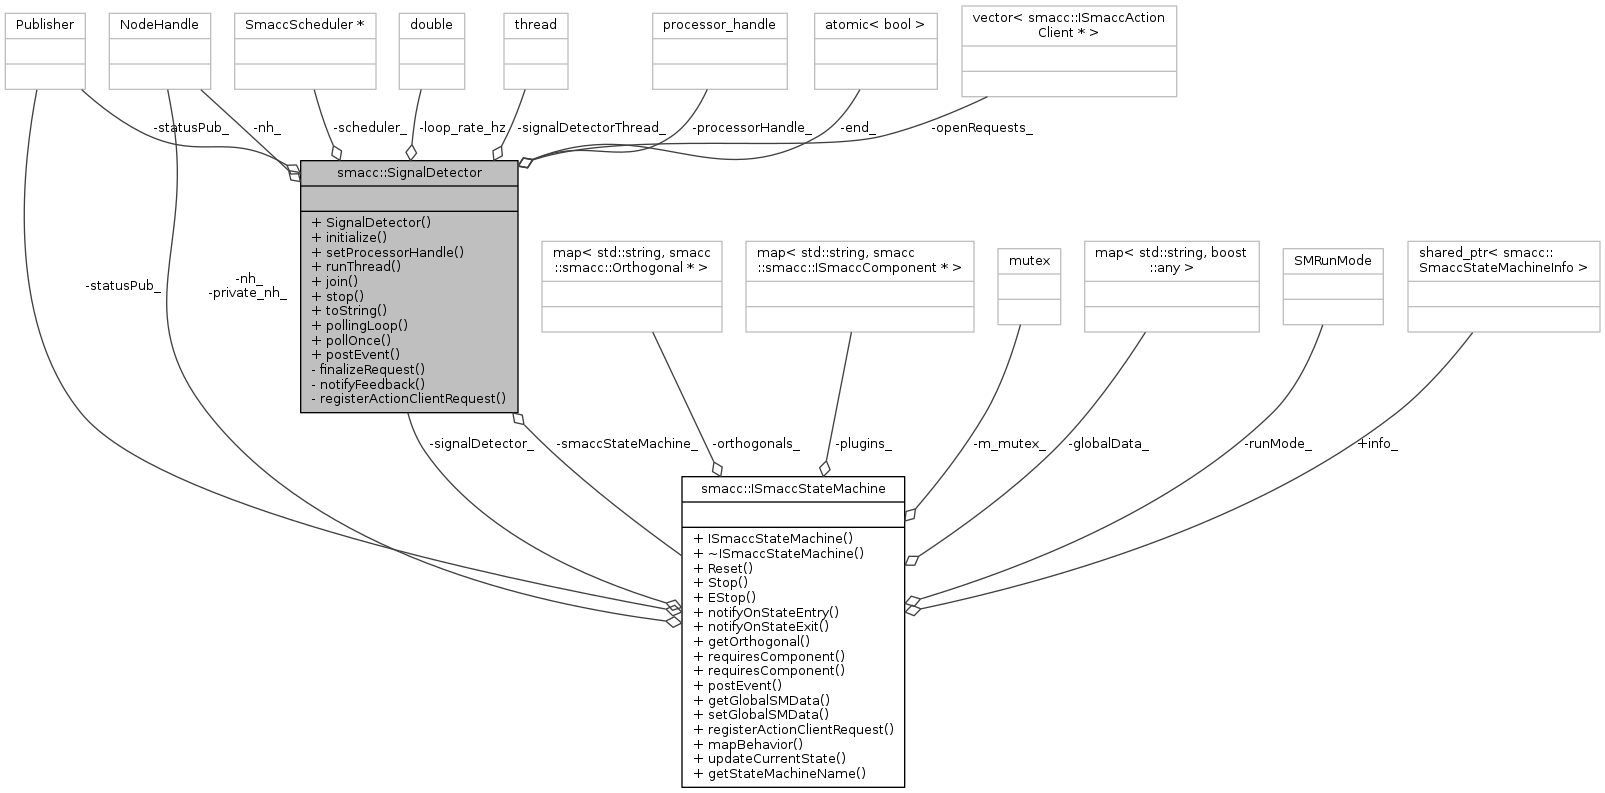 Publisher
NodeHandle
SmaccScheduler *
double
thread
processor_handle
atomic< bool >
vector< smacc::ISmaccAction
Client * >
-statusPub_
-nh_
-scheduler_
-loop_rate_hz
-signalDetectorThread_
-processorHandle_
-end_
-openRequests_
smacc::SignalDetector
+ SignalDetector()
+ initialize()
+ setProcessorHandle()
+ runThread()
+ join()
+ stop()
+ toString()
+ pollingLoop()
+ pollOnce()
+ postEvent()
- finalizeRequest()
- notifyFeedback()
- registerActionClientRequest()
-statusPub_
-nh_
-private_nh_
map< std::string, smacc
::smacc::Orthogonal * >
map< std::string, smacc
::smacc::ISmaccComponent * >
mutex
map< std::string, boost
::any >
SMRunMode
shared_ptr< smacc::
SmaccStateMachineInfo >
-signalDetector_
-smaccStateMachine_
-orthogonals_
-plugins_
-m_mutex_
-globalData_
-runMode_
+info_
smacc::ISmaccStateMachine
+ ISmaccStateMachine()
+ ~ISmaccStateMachine()
+ Reset()
+ Stop()
+ EStop()
+ notifyOnStateEntry()
+ notifyOnStateExit()
+ getOrthogonal()
+ requiresComponent()
+ requiresComponent()
+ postEvent()
+ getGlobalSMData()
+ setGlobalSMData()
+ registerActionClientRequest()
+ mapBehavior()
+ updateCurrentState()
+ getStateMachineName()